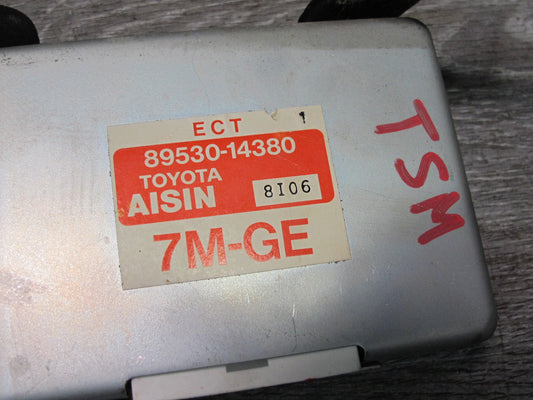 ECT
89530-14380
TOYOTA
AISIN
8I06
7M-GE
TSM